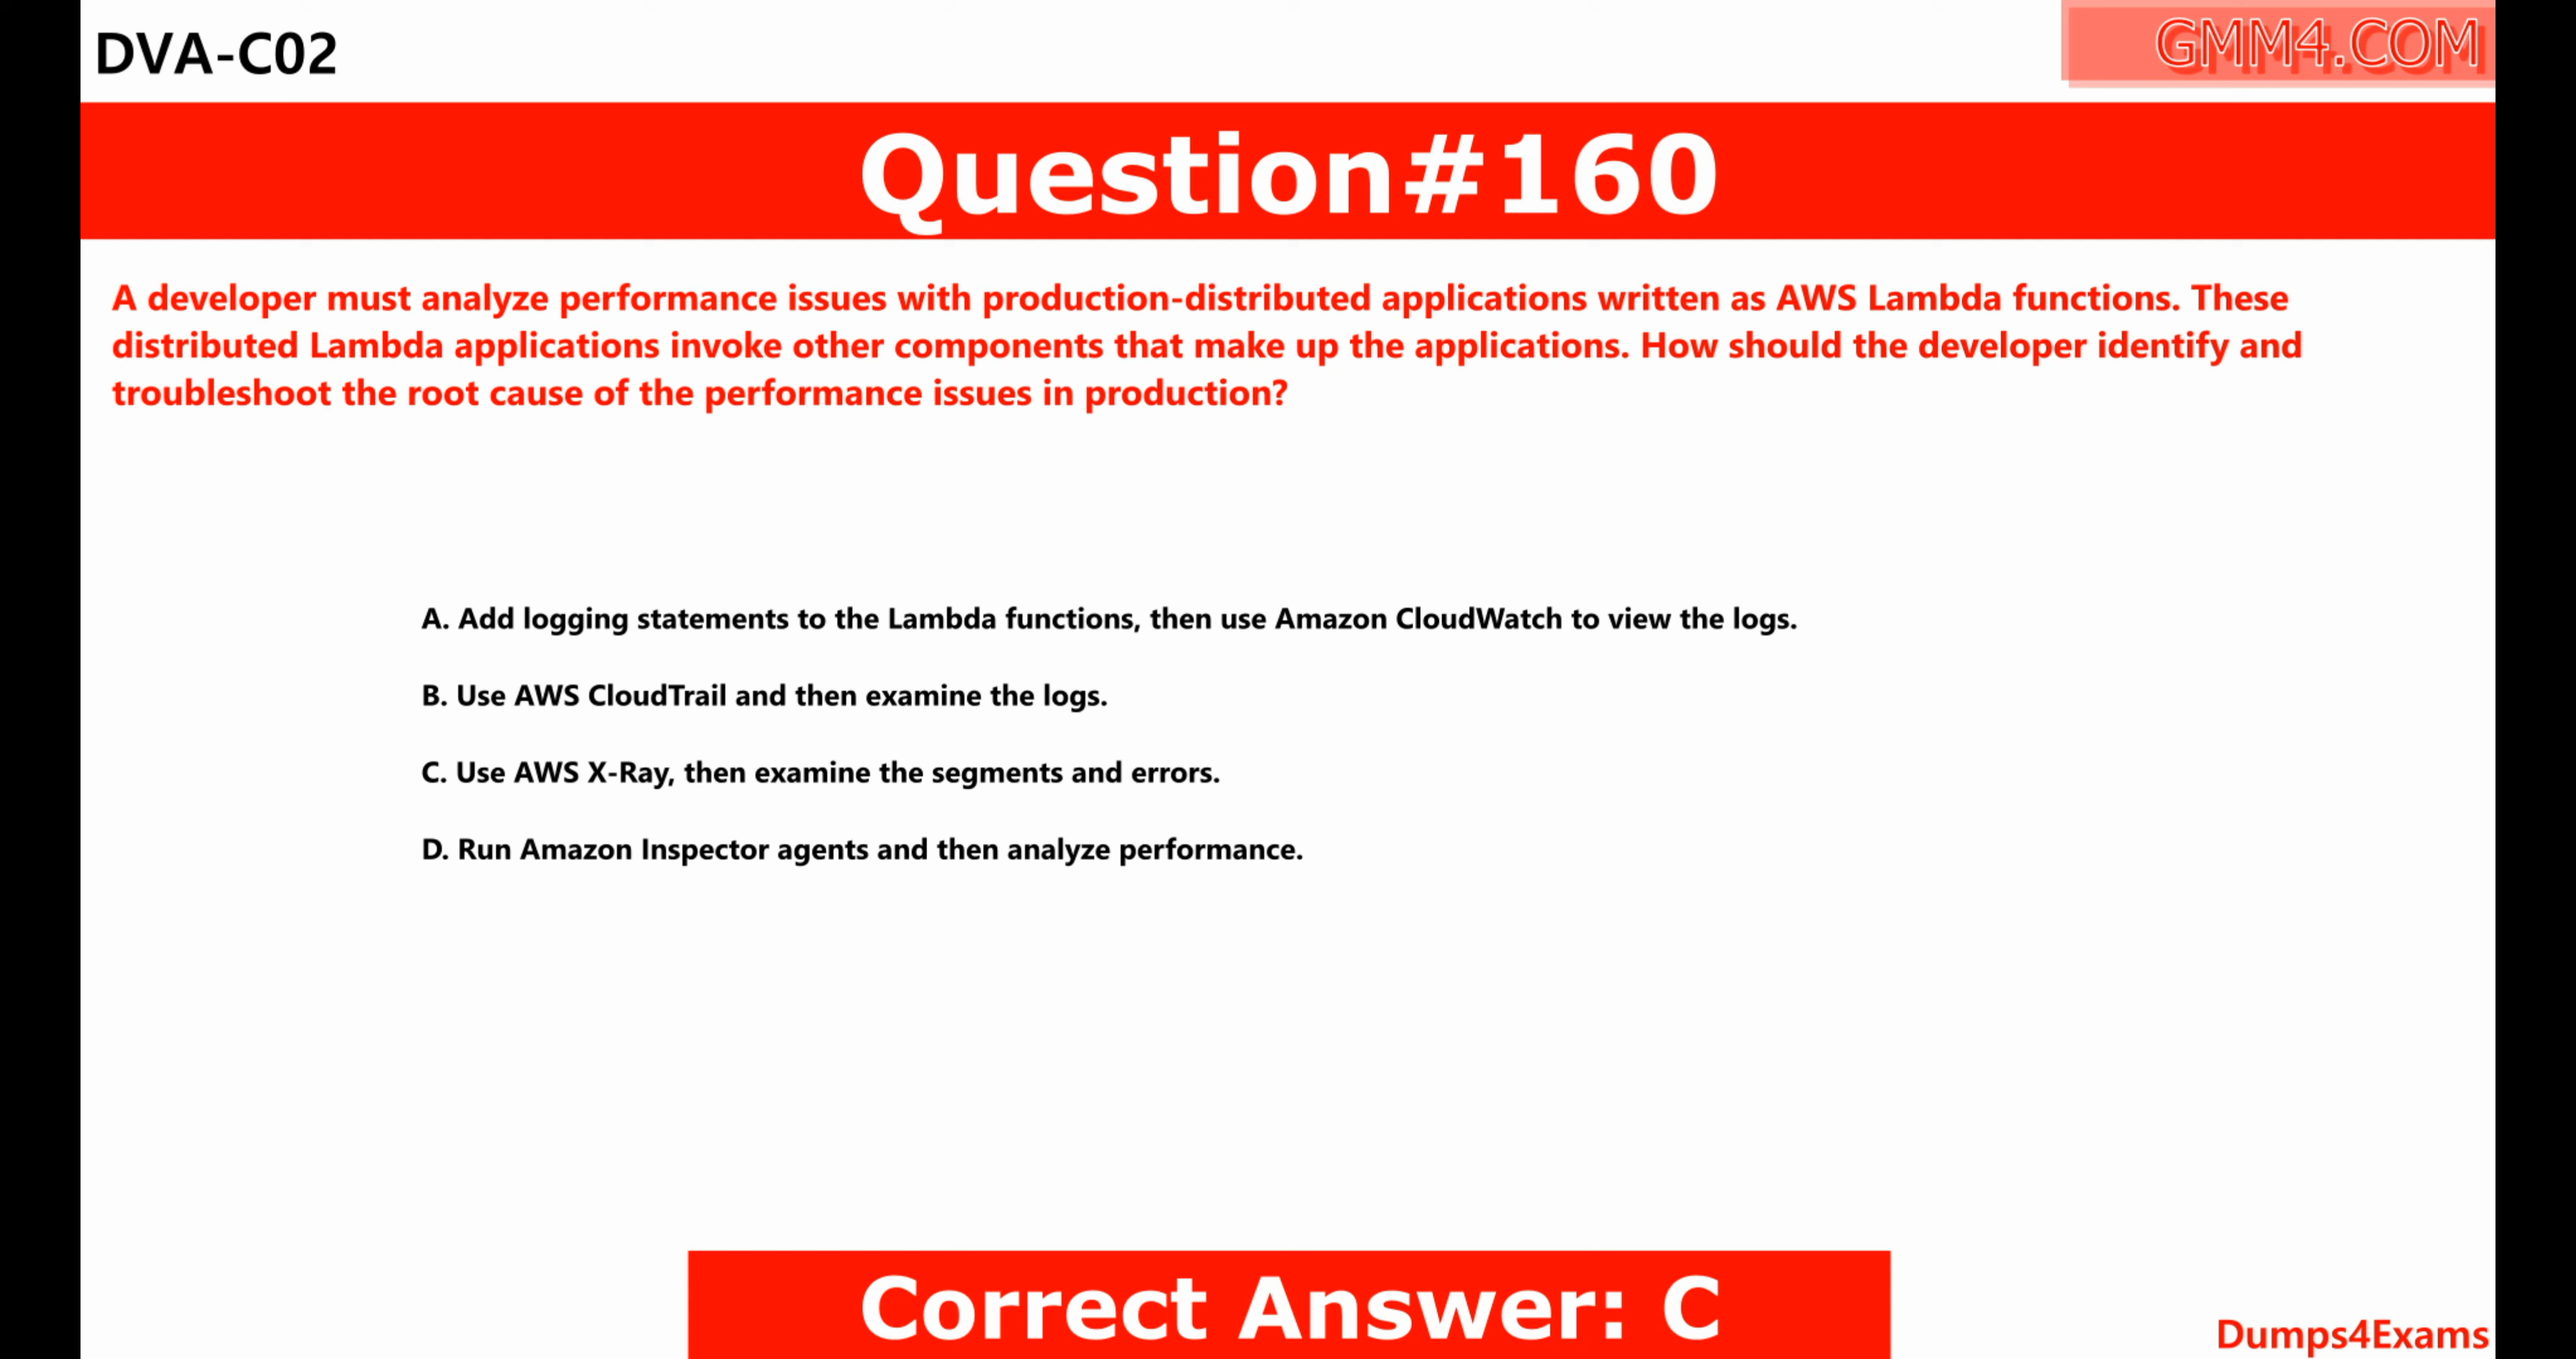 DVA-C02
GMM4.COM
Question#160
A developer must analyze performance issues with production-distributed applications written as AWS Lambda functions. These
distributed Lambda applications invoke other components that make up the applications. How should the developer identify and
troubleshoot the root cause of the performance issues in production?
A. Add logging statements to the Lambda functions, then use Amazon CloudWatch to view the logs.
B. Use AWS CloudTrail and then examine the logs.
C. Use AWS X-Ray, then examine the segments and errors.
D. Run Amazon Inspector agents and then analyze performance.
Correct Answer: C
Dumps4Exams